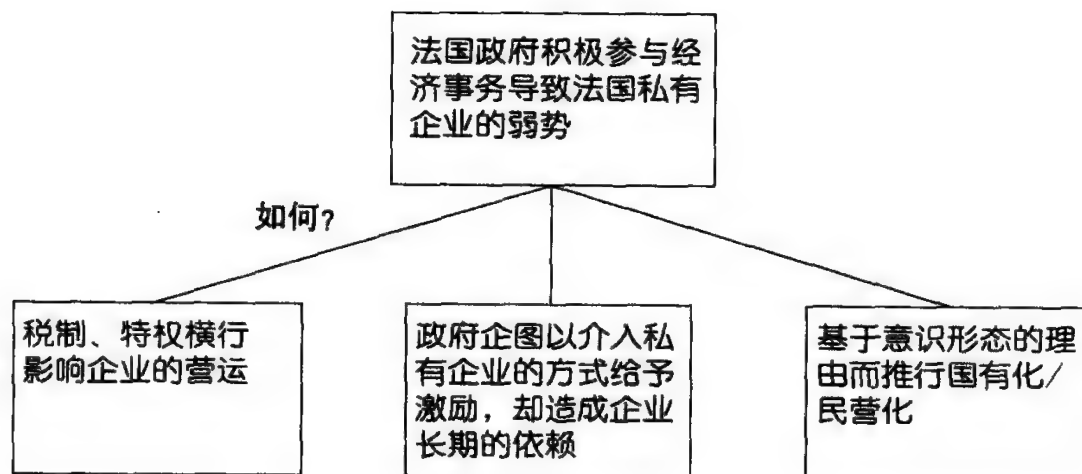 法国政府积极参与经
济事务导致法国私有
企业的弱势
如何?
税制、特权横行
影响企业的营运
政府企图以介入私
有企业的方式给予
激励，却造成企业
长期的依赖
基于意识形态的理
由而推行国有化/
民营化